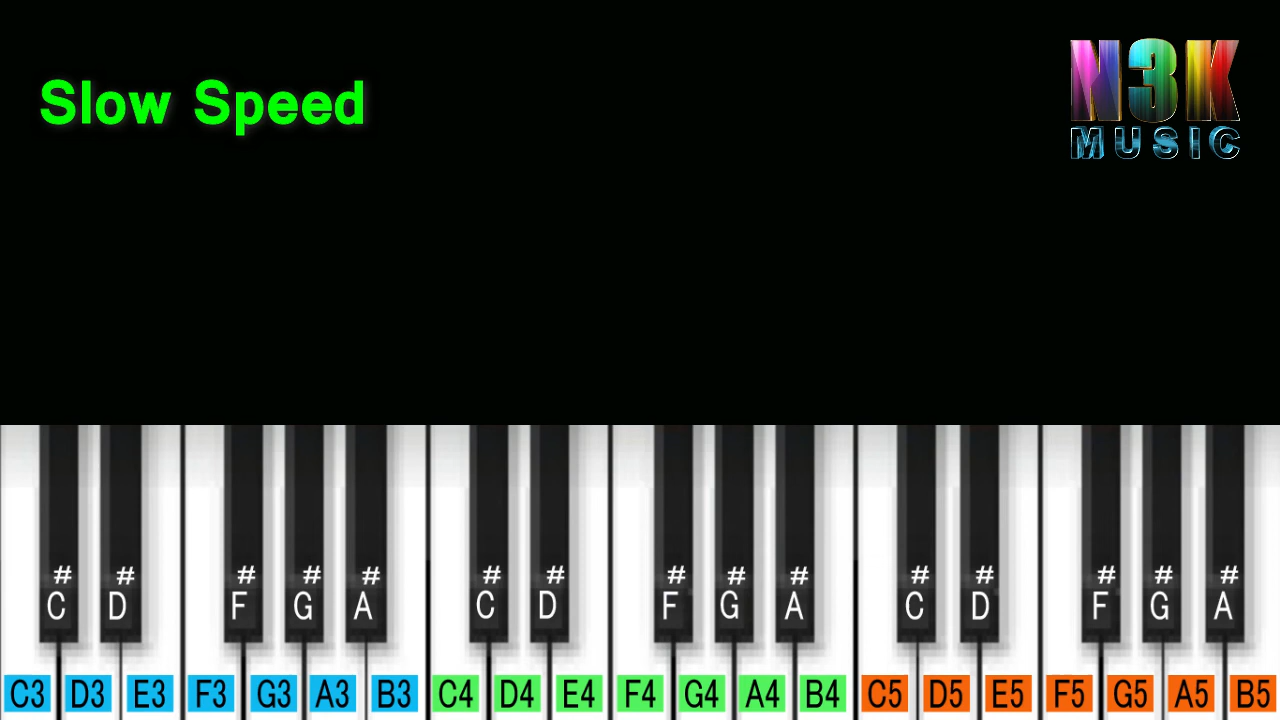 N3K
Slow Speed
MUSIC
# # # # # # # # # # # # # # #
C D F G A C D F G A C D F G A
C3 D3 E3 F3 G3 A3 B3 C4 D4 E4 F4 G4 A4 B4 C5 D5 E5 F5 G5 A5 B5